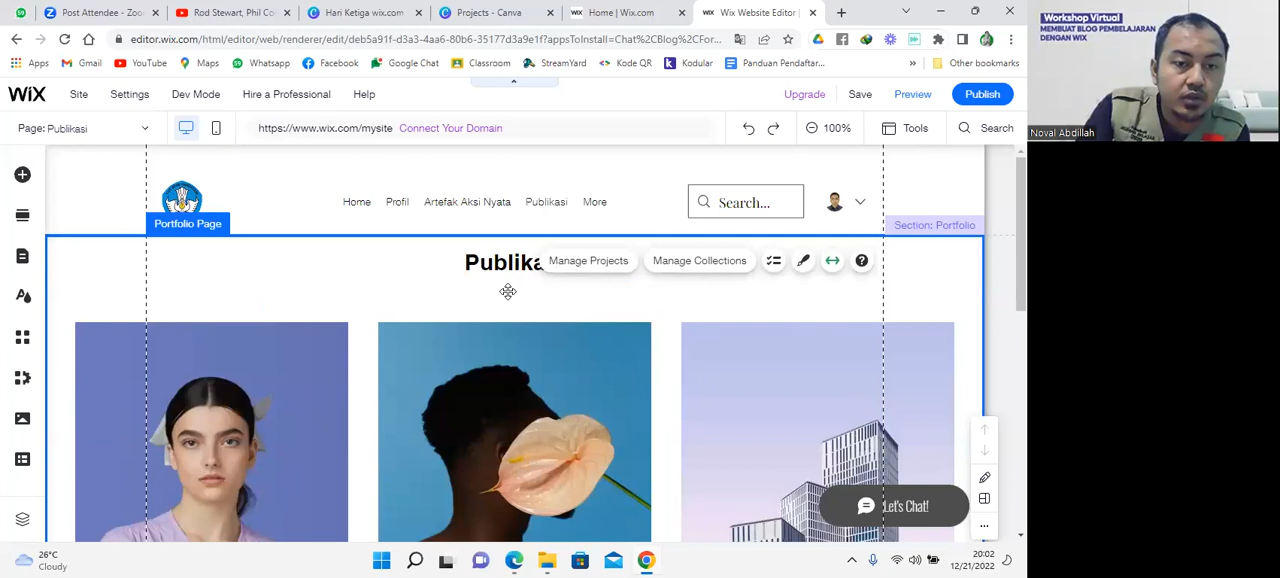 Post Attendee - Zoo
Rod Stewart, Phil Co
Hari Ketiga wix.com
Projects - Canva
Home | Wix.com
Wix Website Editor |
editor.wix.com/html/editor/web/renderer/edi
3a-4aa6-80b6-35177d3a9e1f?appsToInstall=Chat%2CBlog%2CFor...
Apps
Gmail
YouTube
Maps
Whatsapp
Facebook
Google Chat
Classroom
StreamYard
Kode QR
Kodular
Panduan Pendaftar...
Other bookmarks
WiX
Site
Settings
Dev Mode
Hire a Professional
Help
Upgrade
Save
Preview
Publish
Page: Publikasi
https://www.wix.com/mysite Connect Your Domain
100%
Tools
Search
Home
Profil
Artefak Aksi Nyata
Publikasi
More
Search...
Portfolio Page
Section: Portfolio
Publika
Manage Projects
Manage Collections
Let's Chat!
26°C
Cloudy
20:02
12/21/2022
Workshop Virtual
MEMBUAT BLOG PEMBELAJARAN
DENGAN WIX
Noval Abdillah